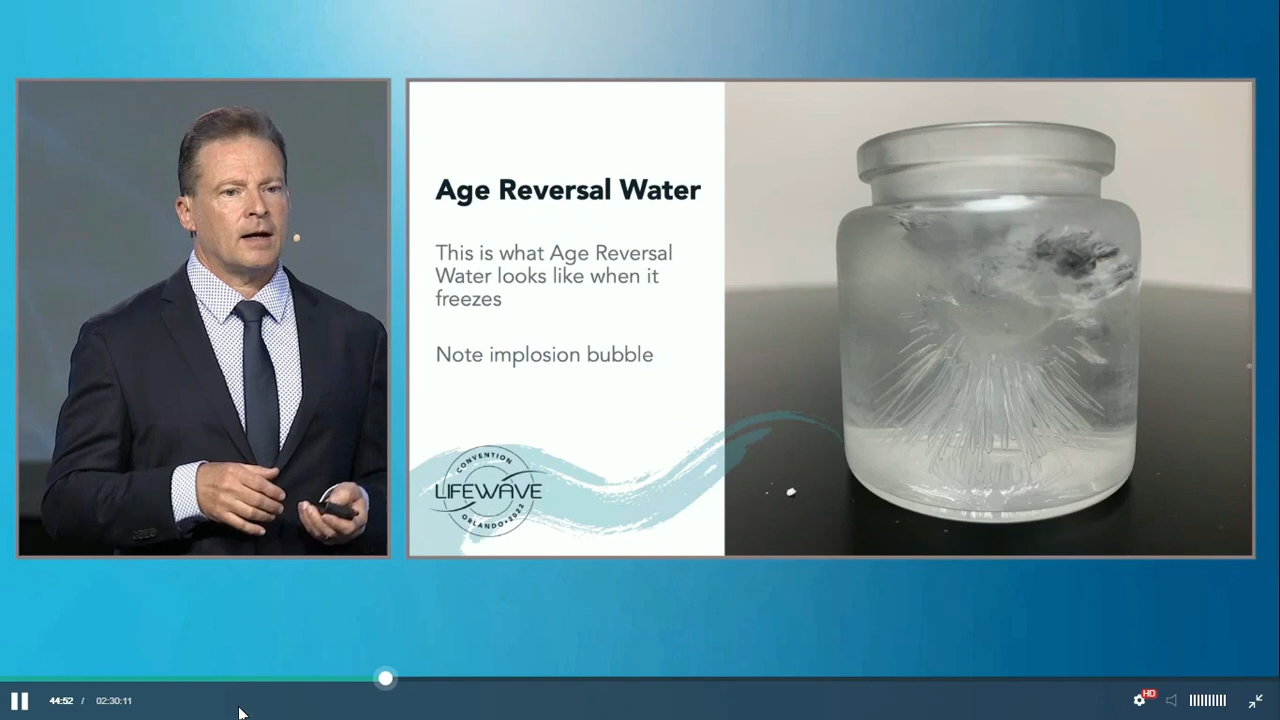 Age Reversal Water
This is what Age Reversal
Water looks like when it
freezes
Note implosion bubble
CONVENTION
LIFEWAVE
ORLANDO • 2022
44:52 / 02:30:11
HD